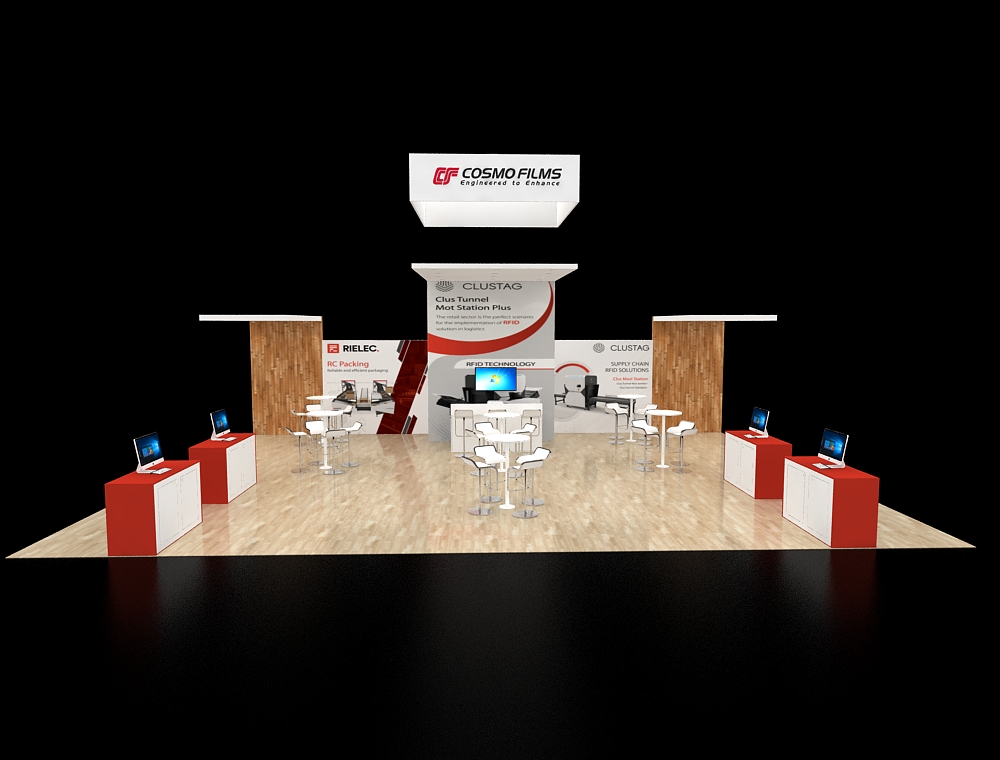 COSMO FILMS
Engineered to Enhance
CLUSTAG
Clus Tunnel
Mot Station Plus
The retail sector is the perfect scenario
for the implementation of RFID
solution in logistics
RIELEC.
RC Packing
Reliable and efficient packaging
RFID TECHNOLOGY
CLUSTAG
SUPPLY CHAIN
RFID SOLUTIONS
Clus Mood Station